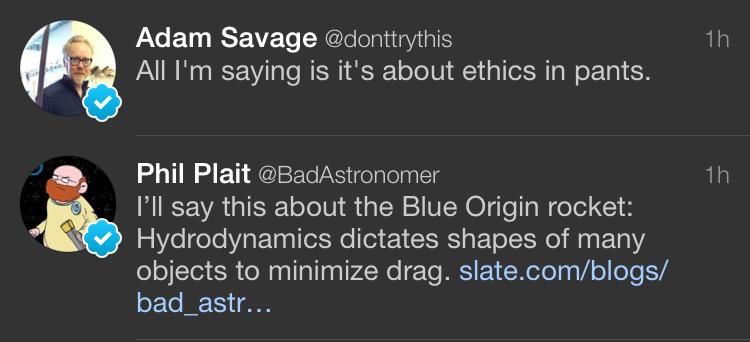 Adam Savage @donttrythis 1h
All I'm saying is it's about ethics in pants.
Phil Plait @BadAstronomer 1h
I’ll say this about the Blue Origin rocket:
Hydrodynamics dictates shapes of many
objects to minimize drag. slate.com/blogs/
bad_astr…